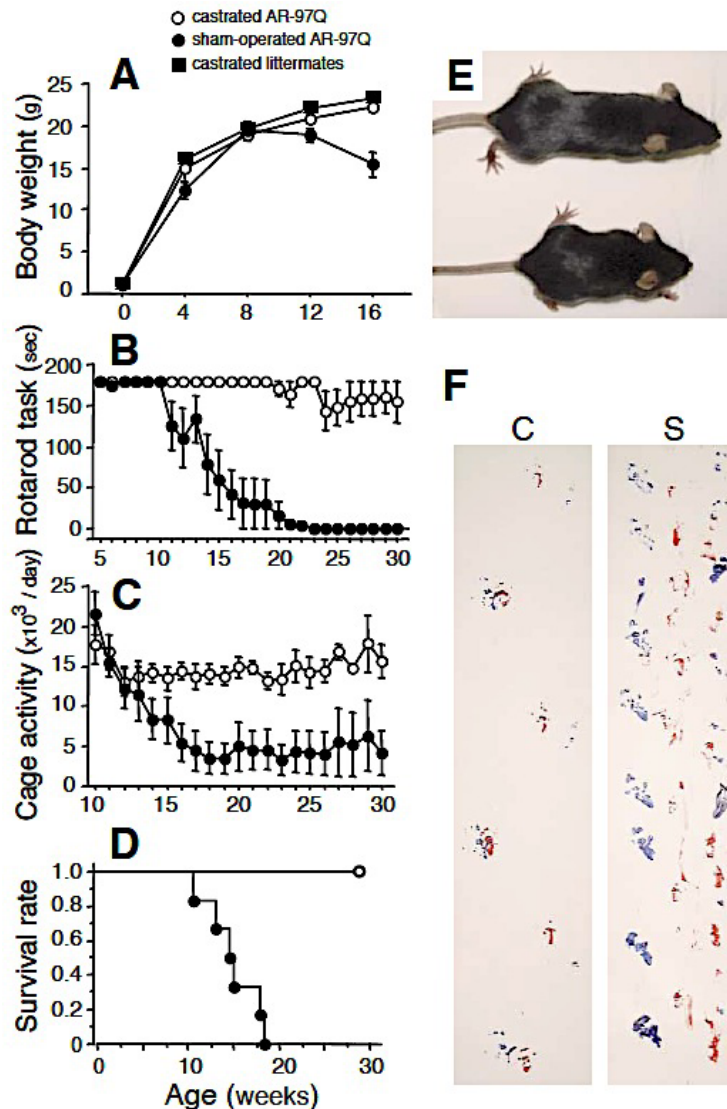 castrated AR-97Q
sham-operated AR-97Q
castrated littermates
A
Body weight (g)
25
20
15
10
5
0
0 4 8 12 16
B
Rotarod task (sec)
200
150
100
50
0
5 10 15 20 25 30
C
Cage activity (x10³ / day)
25
20
15
10
5
0
10 15 20 25 30
D
Survival rate
1.0
0.8
0.6
0.4
0.2
0
0 10 20 30
Age (weeks)
E
F
C S